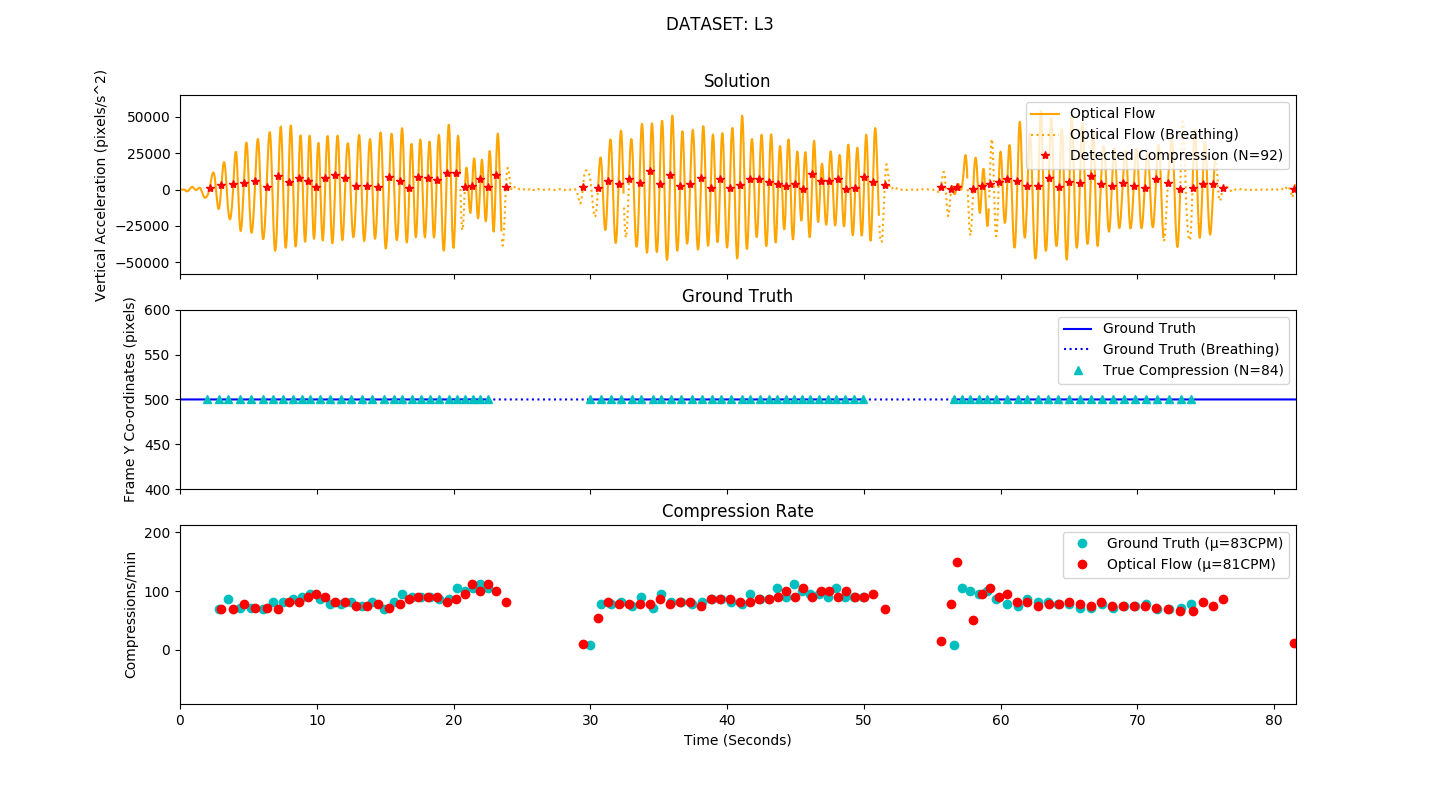 DATASET: L3
Solution
Vertical Acceleration (pixels/s^2)
50000
25000
0
−25000
−50000
Optical Flow
Optical Flow (Breathing)
Detected Compression (N=92)
Ground Truth
Frame Y Co-ordinates (pixels)
600
550
500
450
400
Ground Truth
Ground Truth (Breathing)
True Compression (N=84)
Compression Rate
Compressions/min
200
100
0
Ground Truth (μ=83CPM)
Optical Flow (μ=81CPM)
0 10 20 30 40 50 60 70 80
Time (Seconds)